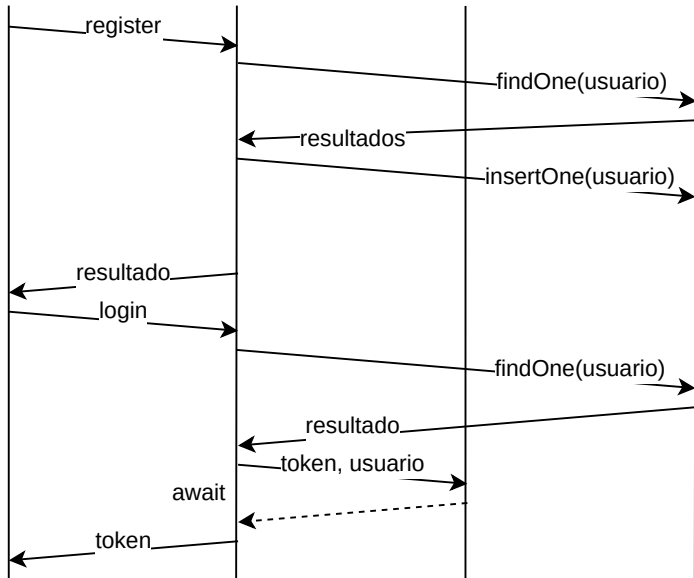 register
findOne(usuario)
resultados
insertOne(usuario)
resultado
login
findOne(usuario)
resultado
token, usuario
await
token